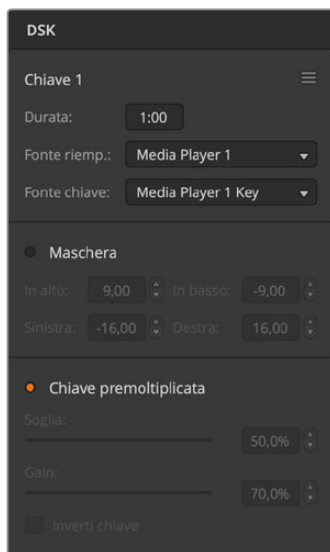 DSK
Chiave 1
Durata: 1:00
Fonte riemp.: Media Player 1
Fonte chiave: Media Player 1 Key
Maschera
In alto: 9,00 In basso: -9,00
Sinistra: -16,00 Destra: 16,00
Chiave premoltiplicata
Soglia:
50,0%
Gain:
70,0%
Inverti chiave